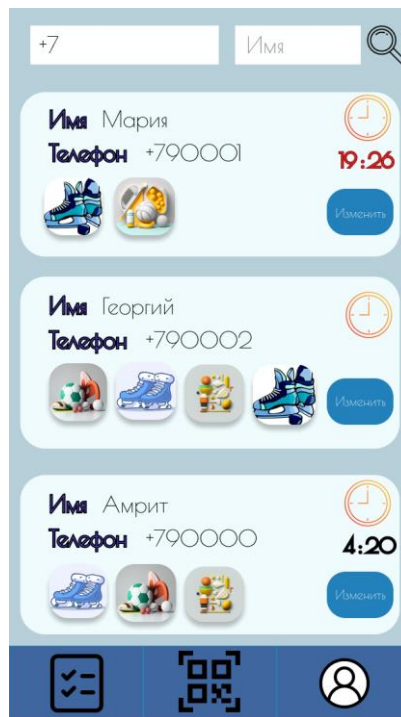 +7 Имя
Имя Мария
Телефон +790001
19:26
Изменить
Имя Георгий
Телефон +790002
Изменить
Имя Амрит
Телефон +790000
4:20
Изменить